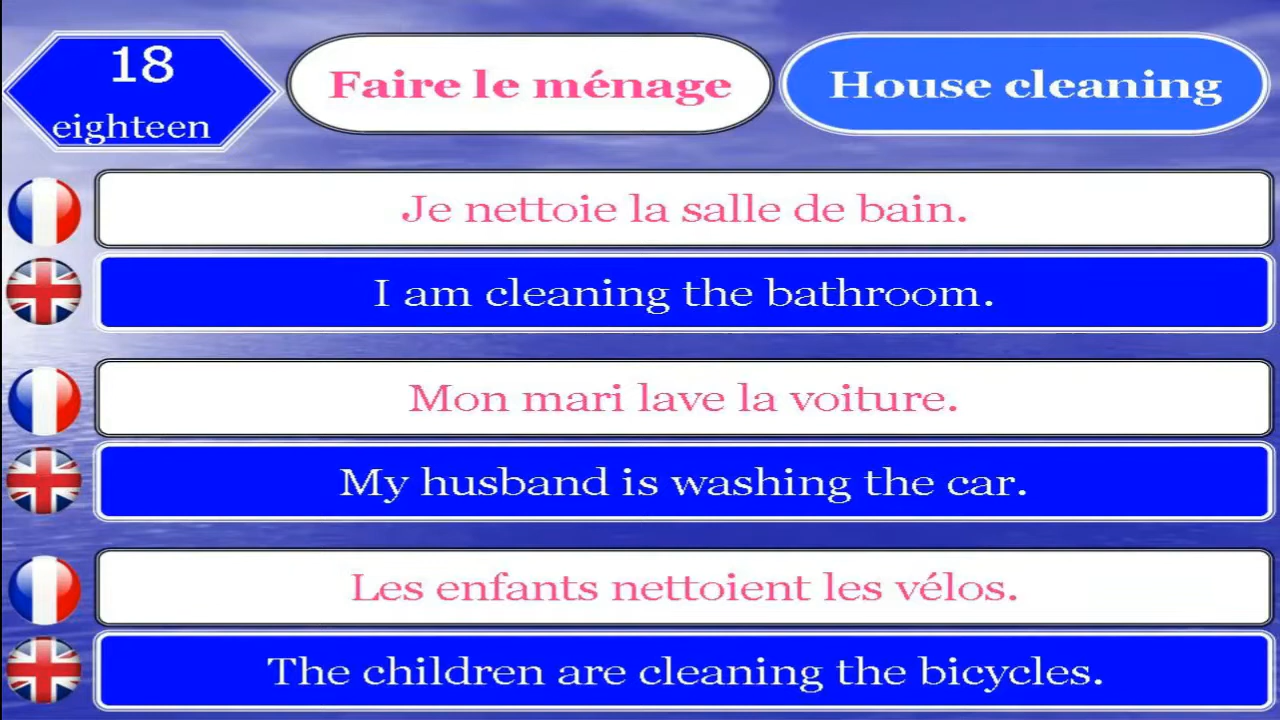 18
eighteen
Faire le ménage
House cleaning
Je nettoie la salle de bain.
I am cleaning the bathroom.
Mon mari lave la voiture.
My husband is washing the car.
Les enfants nettoient les vélos.
The children are cleaning the bicycles.